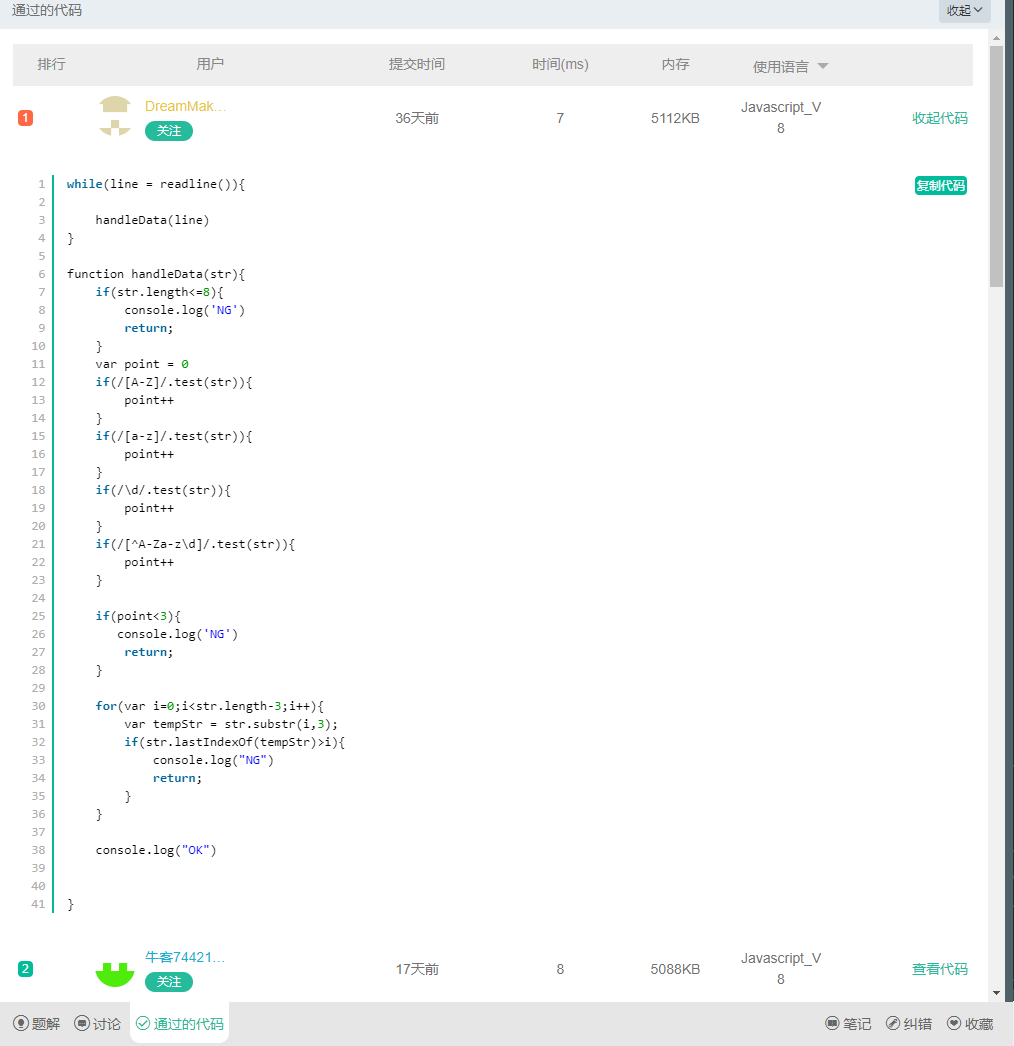 通过的代码 收起
排行 用户 提交时间 时间(ms) 内存 使用语言
1 DreamMak... 关注 36天前 7 5112KB Javascript_V8 收起代码
复制代码
1 while(line = readline()){
2
3     handleData(line)
4 }
5
6 function handleData(str){
7     if(str.length<=8){
8         console.log('NG')
9         return;
10     }
11     var point = 0
12     if(/[A-Z]/.test(str)){
13         point++
14     }
15     if(/[a-z]/.test(str)){
16         point++
17     }
18     if(/\d/.test(str)){
19         point++
20     }
21     if(/[^A-Za-z\d]/.test(str)){
22         point++
23     }
24
25     if(point<3){
26        console.log('NG')
27         return;
28     }
29
30     for(var i=0;i<str.length-3;i++){
31         var tempStr = str.substr(i,3);
32         if(str.lastIndexOf(tempStr)>i){
33             console.log("NG")
34             return;
35         }
36     }
37
38     console.log("OK")
39
40
41 }
2 牛客74421... 关注 17天前 8 5088KB Javascript_V8 查看代码
题解 讨论 通过的代码 笔记 纠错 收藏